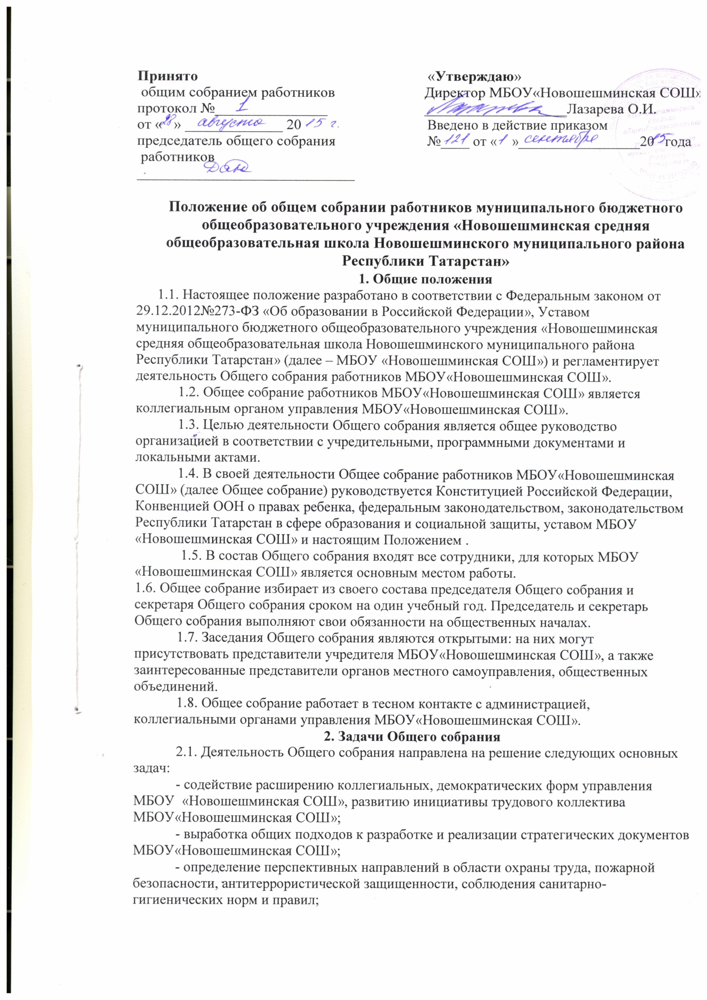 Принято
общим собранием работников
протокол № 1
от «28» августа 2015 г.
председатель общего собрания
работников
«Утверждаю»
Директор МБОУ«Новошешминская СОШ»
Лазарева О.И.
Введено в действие приказом
№ 121 от «1» сентября 2015 года
Положение об общем собрании работников муниципального бюджетного
общеобразовательного учреждения «Новошешминская средняя
общеобразовательная школа Новошешминского муниципального района
Республики Татарстан»
1. Общие положения
1.1. Настоящее положение разработано в соответствии с Федеральным законом от
29.12.2012№273-ФЗ «Об образовании в Российской Федерации», Уставом
муниципального бюджетного общеобразовательного учреждения «Новошешминская
средняя общеобразовательная школа Новошешминского муниципального района
Республики Татарстан» (далее – МБОУ «Новошешминская СОШ») и регламентирует
деятельность Общего собрания работников МБОУ«Новошешминская СОШ».
1.2. Общее собрание работников МБОУ«Новошешминская СОШ» является
коллегиальным органом управления МБОУ«Новошешминская СОШ».
1.3. Целью деятельности Общего собрания является общее руководство
организацией в соответствии с учредительными, программными документами и
локальными актами.
1.4. В своей деятельности Общее собрание работников МБОУ«Новошешминская
СОШ» (далее Общее собрание) руководствуется Конституцией Российской Федерации,
Конвенцией ООН о правах ребенка, федеральным законодательством, законодательством
Республики Татарстан в сфере образования и социальной защиты, уставом МБОУ
«Новошешминская СОШ» и настоящим Положением .
1.5. В состав Общего собрания входят все сотрудники, для которых МБОУ
«Новошешминская СОШ» является основным местом работы.
1.6. Общее собрание избирает из своего состава председателя Общего собрания и
секретаря Общего собрания сроком на один учебный год. Председатель и секретарь
Общего собрания выполняют свои обязанности на общественных началах.
1.7. Заседания Общего собрания являются открытыми: на них могут
присутствовать представители учредителя МБОУ«Новошешминская СОШ», а также
заинтересованные представители органов местного самоуправления, общественных
объединений.
1.8. Общее собрание работает в тесном контакте с администрацией,
коллегиальными органами управления МБОУ«Новошешминская СОШ».
2. Задачи Общего собрания
2.1. Деятельность Общего собрания направлена на решение следующих основных
задач:
- содействие расширению коллегиальных, демократических форм управления
МБОУ «Новошешминская СОШ», развитию инициативы трудового коллектива
МБОУ«Новошешминская СОШ»;
- выработка общих подходов к разработке и реализации стратегических документов
МБОУ«Новошешминская СОШ»;
- определение перспективных направлений в области охраны труда, пожарной
безопасности, антитеррористической защищенности, соблюдения санитарно-
гигиенических норм и правил;